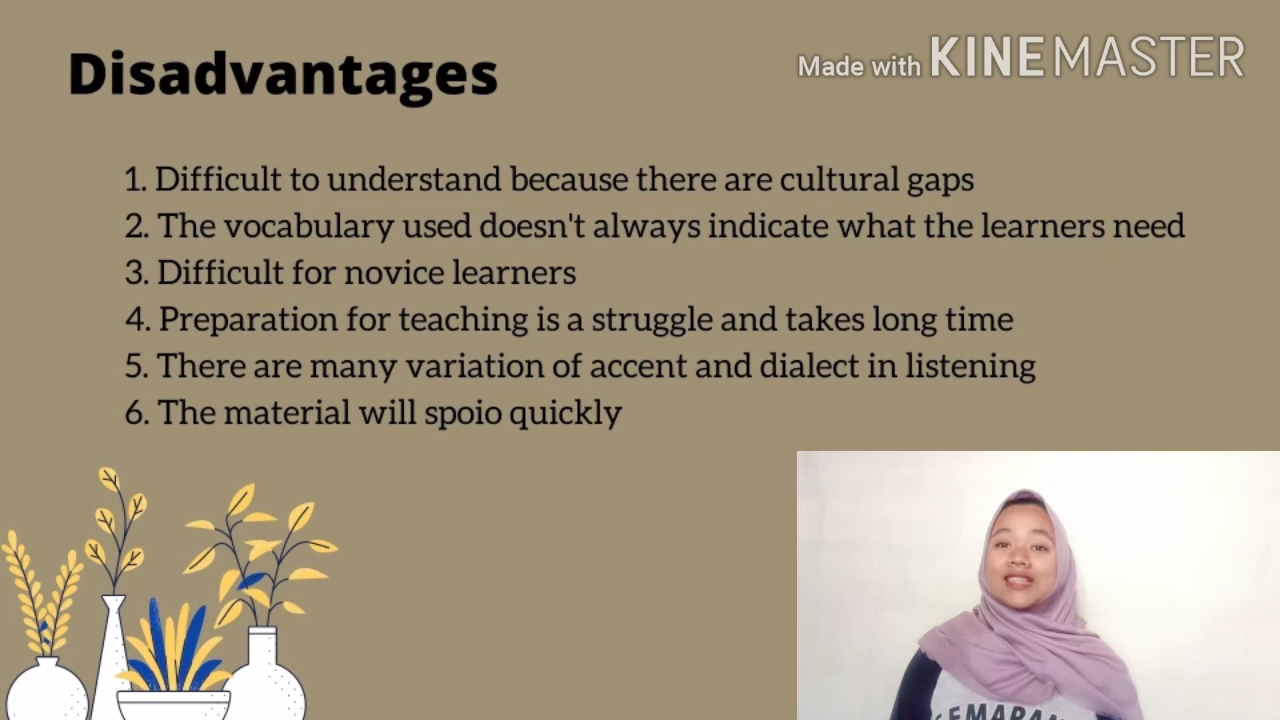 Disadvantages
Made with KINEMASTER
1. Difficult to understand because there are cultural gaps
2. The vocabulary used doesn't always indicate what the learners need
3. Difficult for novice learners
4. Preparation for teaching is a struggle and takes long time
5. There are many variation of accent and dialect in listening
6. The material will spoio quickly